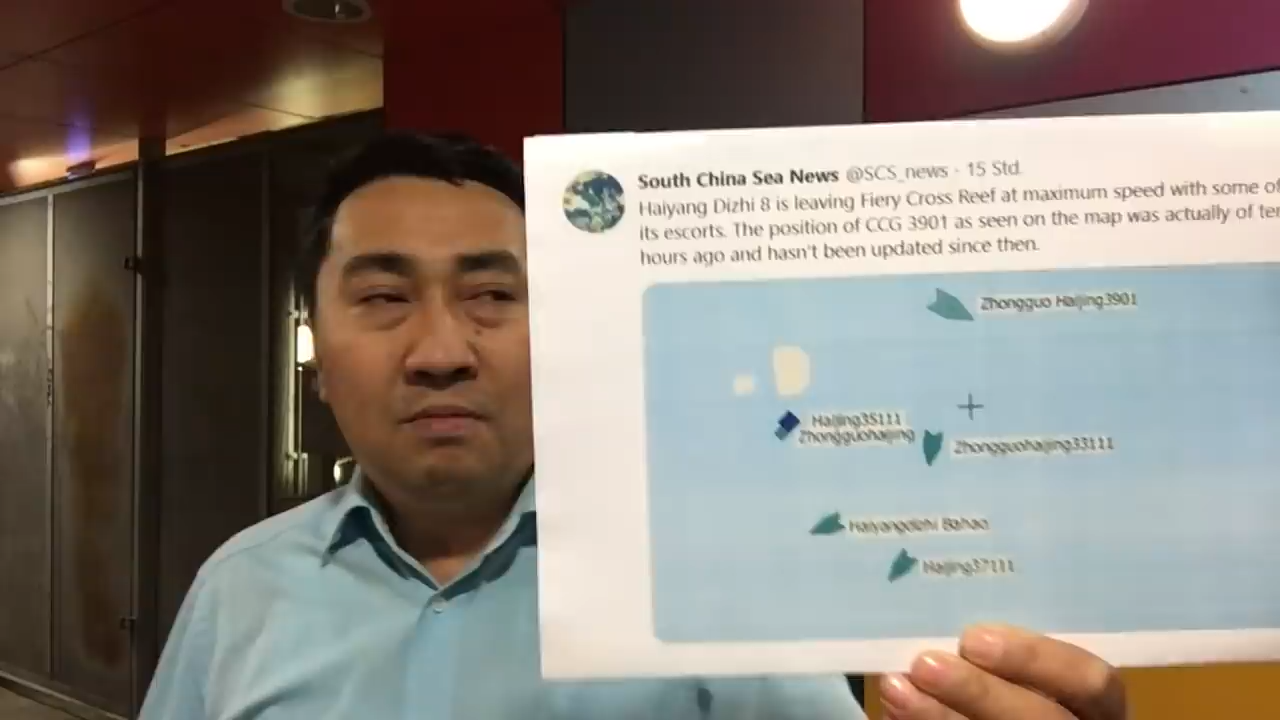 South China Sea News @SCS_news · 15 Std.
Haiyang Dizhi 8 is leaving Fiery Cross Reef at maximum speed with some of
its escorts. The position of CCG 3901 as seen on the map was actually of
hours ago and hasn't been updated since then.
Zhongguo Haijing3901
Haijing35111
Zhongguohaijing
Zhongguohaijing33111
Haiyangdizhi Bahao
Haijing37111